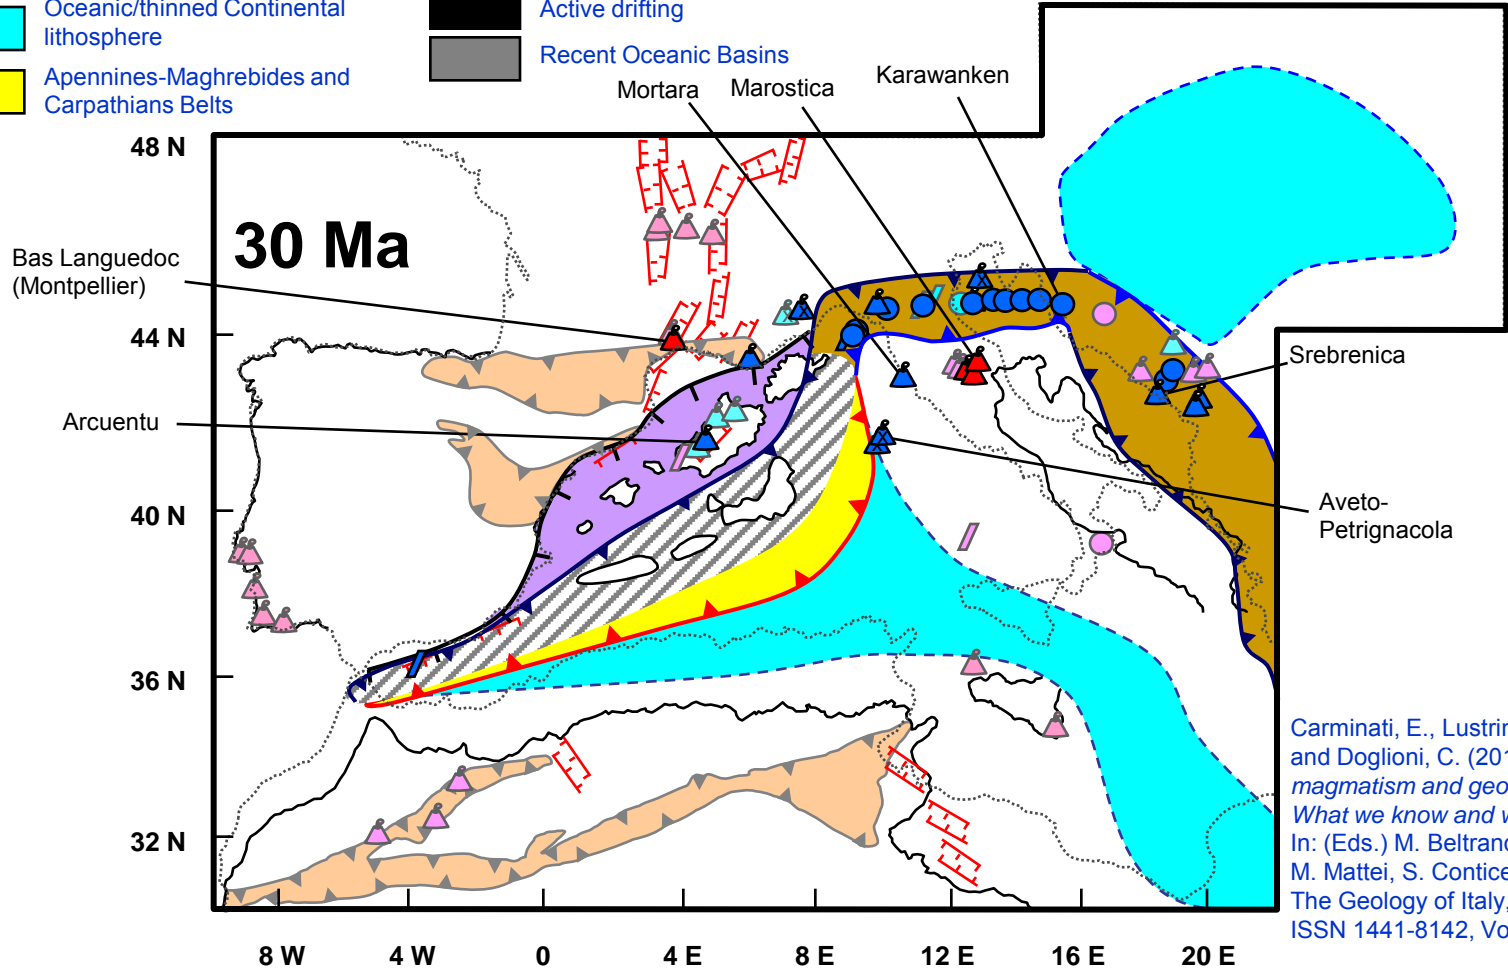 Oceanic/thinned Continental
lithosphere
Apennines-Maghrebides and
Carpathians Belts
Active drifting
Recent Oceanic Basins
Mortara
Marostica
Karawanken
48 N
30 Ma
Bas Languedoc
(Montpellier)
44 N
Srebrenica
Arcuentu
40 N
Aveto-
Petrignacola
36 N
32 N
8 W
4 W
0
4 E
8 E
12 E
16 E
20 E
Carminati, E., Lustrin
and Doglioni, C. (201
magmatism and geo
What we know and w
In: (Eds.) M. Beltrand
M. Mattei, S. Contice
The Geology of Italy,
ISSN 1441-8142, Vo